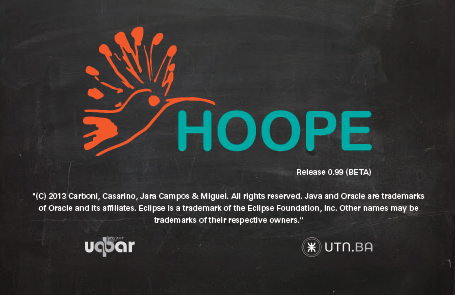 HOOPE
Release 0.99 (BETA)
"(C) 2013 Carboni, Casarino, Jara Campos & Miguel. All rights reserved. Java and Oracle are trademarks
of Oracle and its affiliates. Eclipse is a trademark of the Eclipse Foundation, Inc. Other names may be
trademarks of their respective owners."
uqbar
UTN.BA